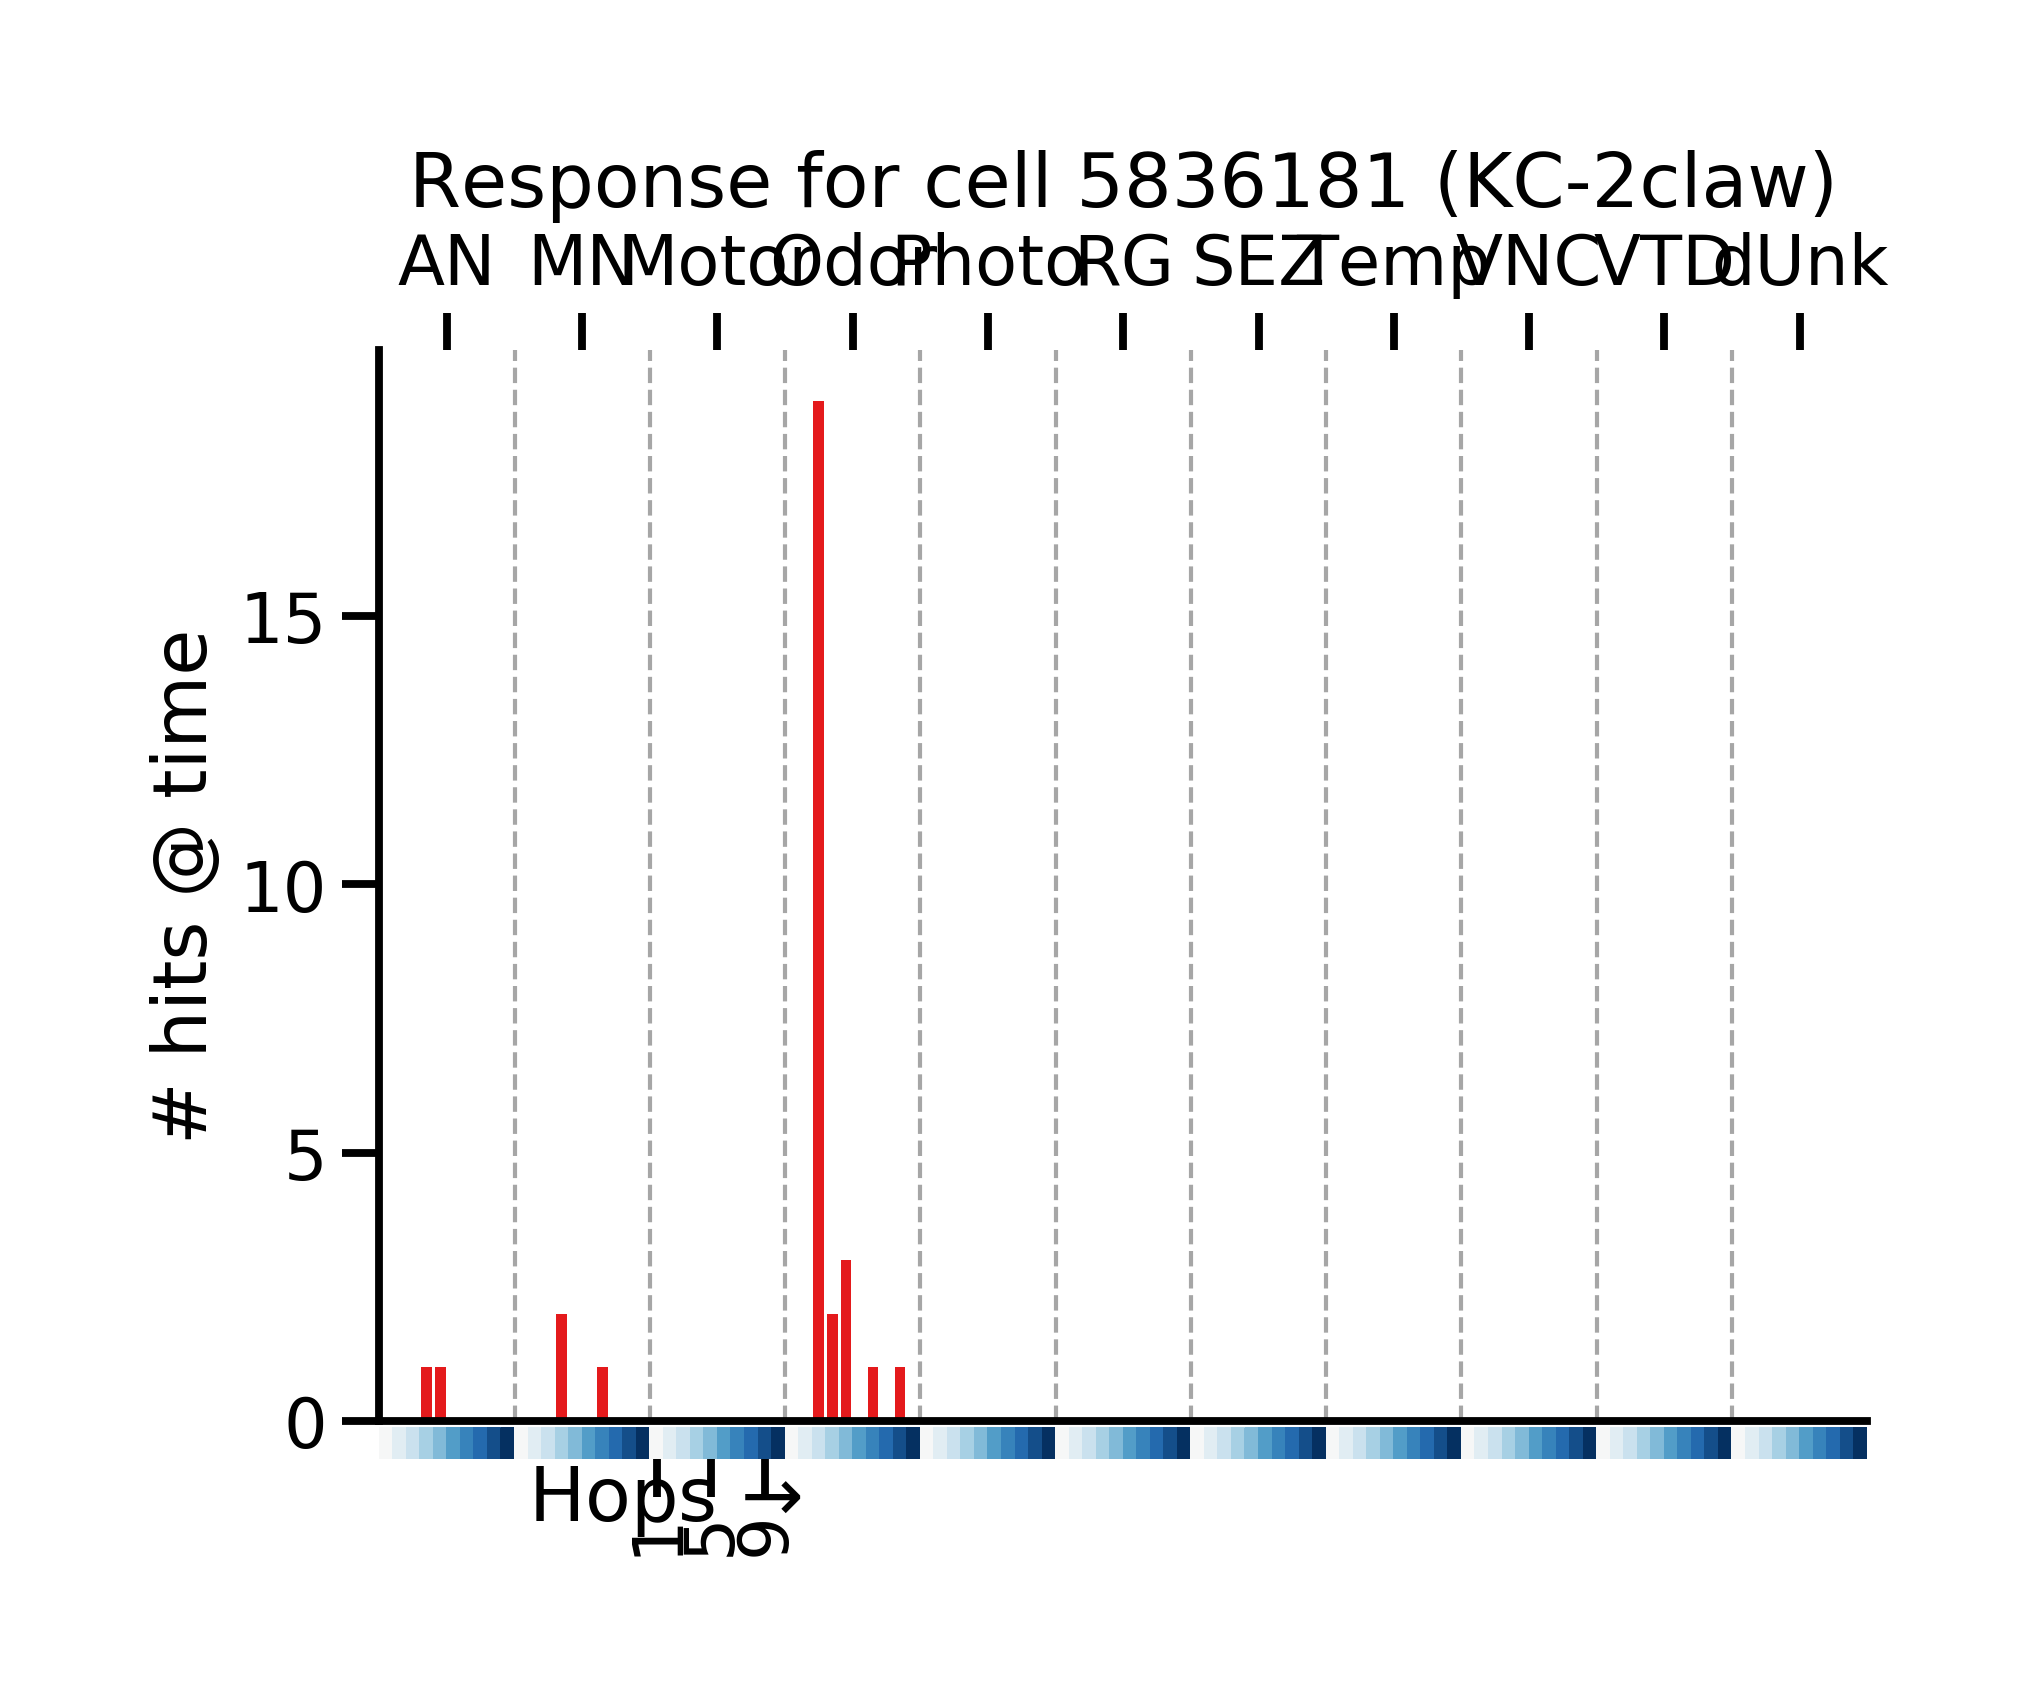 Response for cell 5836181 (KC-2claw)
AN MN Motor Odor Photo RG SEZ Temp VNC VTD dUnk
# hits @ time
15
10
5
0
Hops →
1 5 9